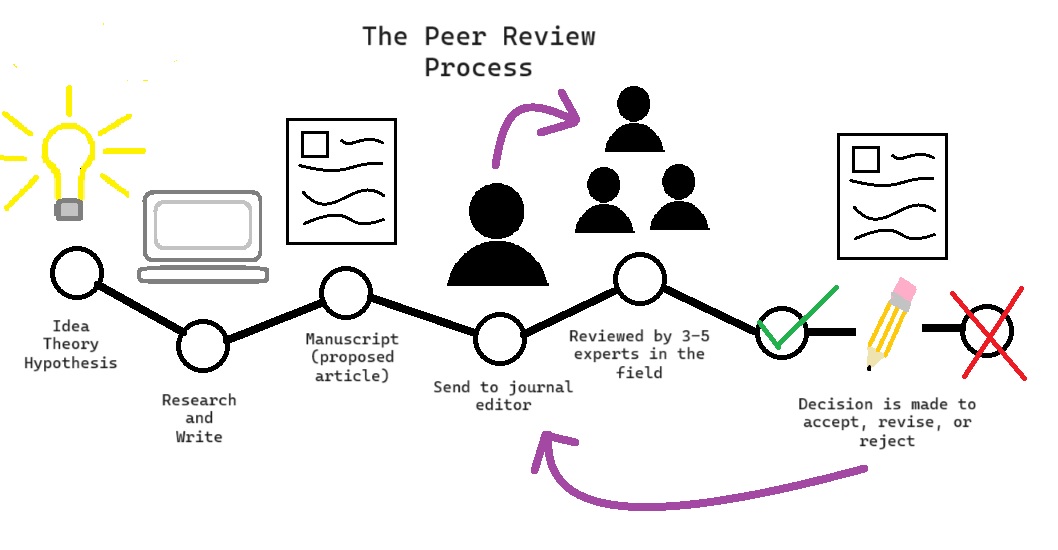 The Peer Review
Process
Idea
Theory
Hypothesis
Research
and
Write
Manuscript
(proposed
article)
Send to journal
editor
Reviewed by 3-5
experts in the
field
Decision is made to
accept, revise, or
reject